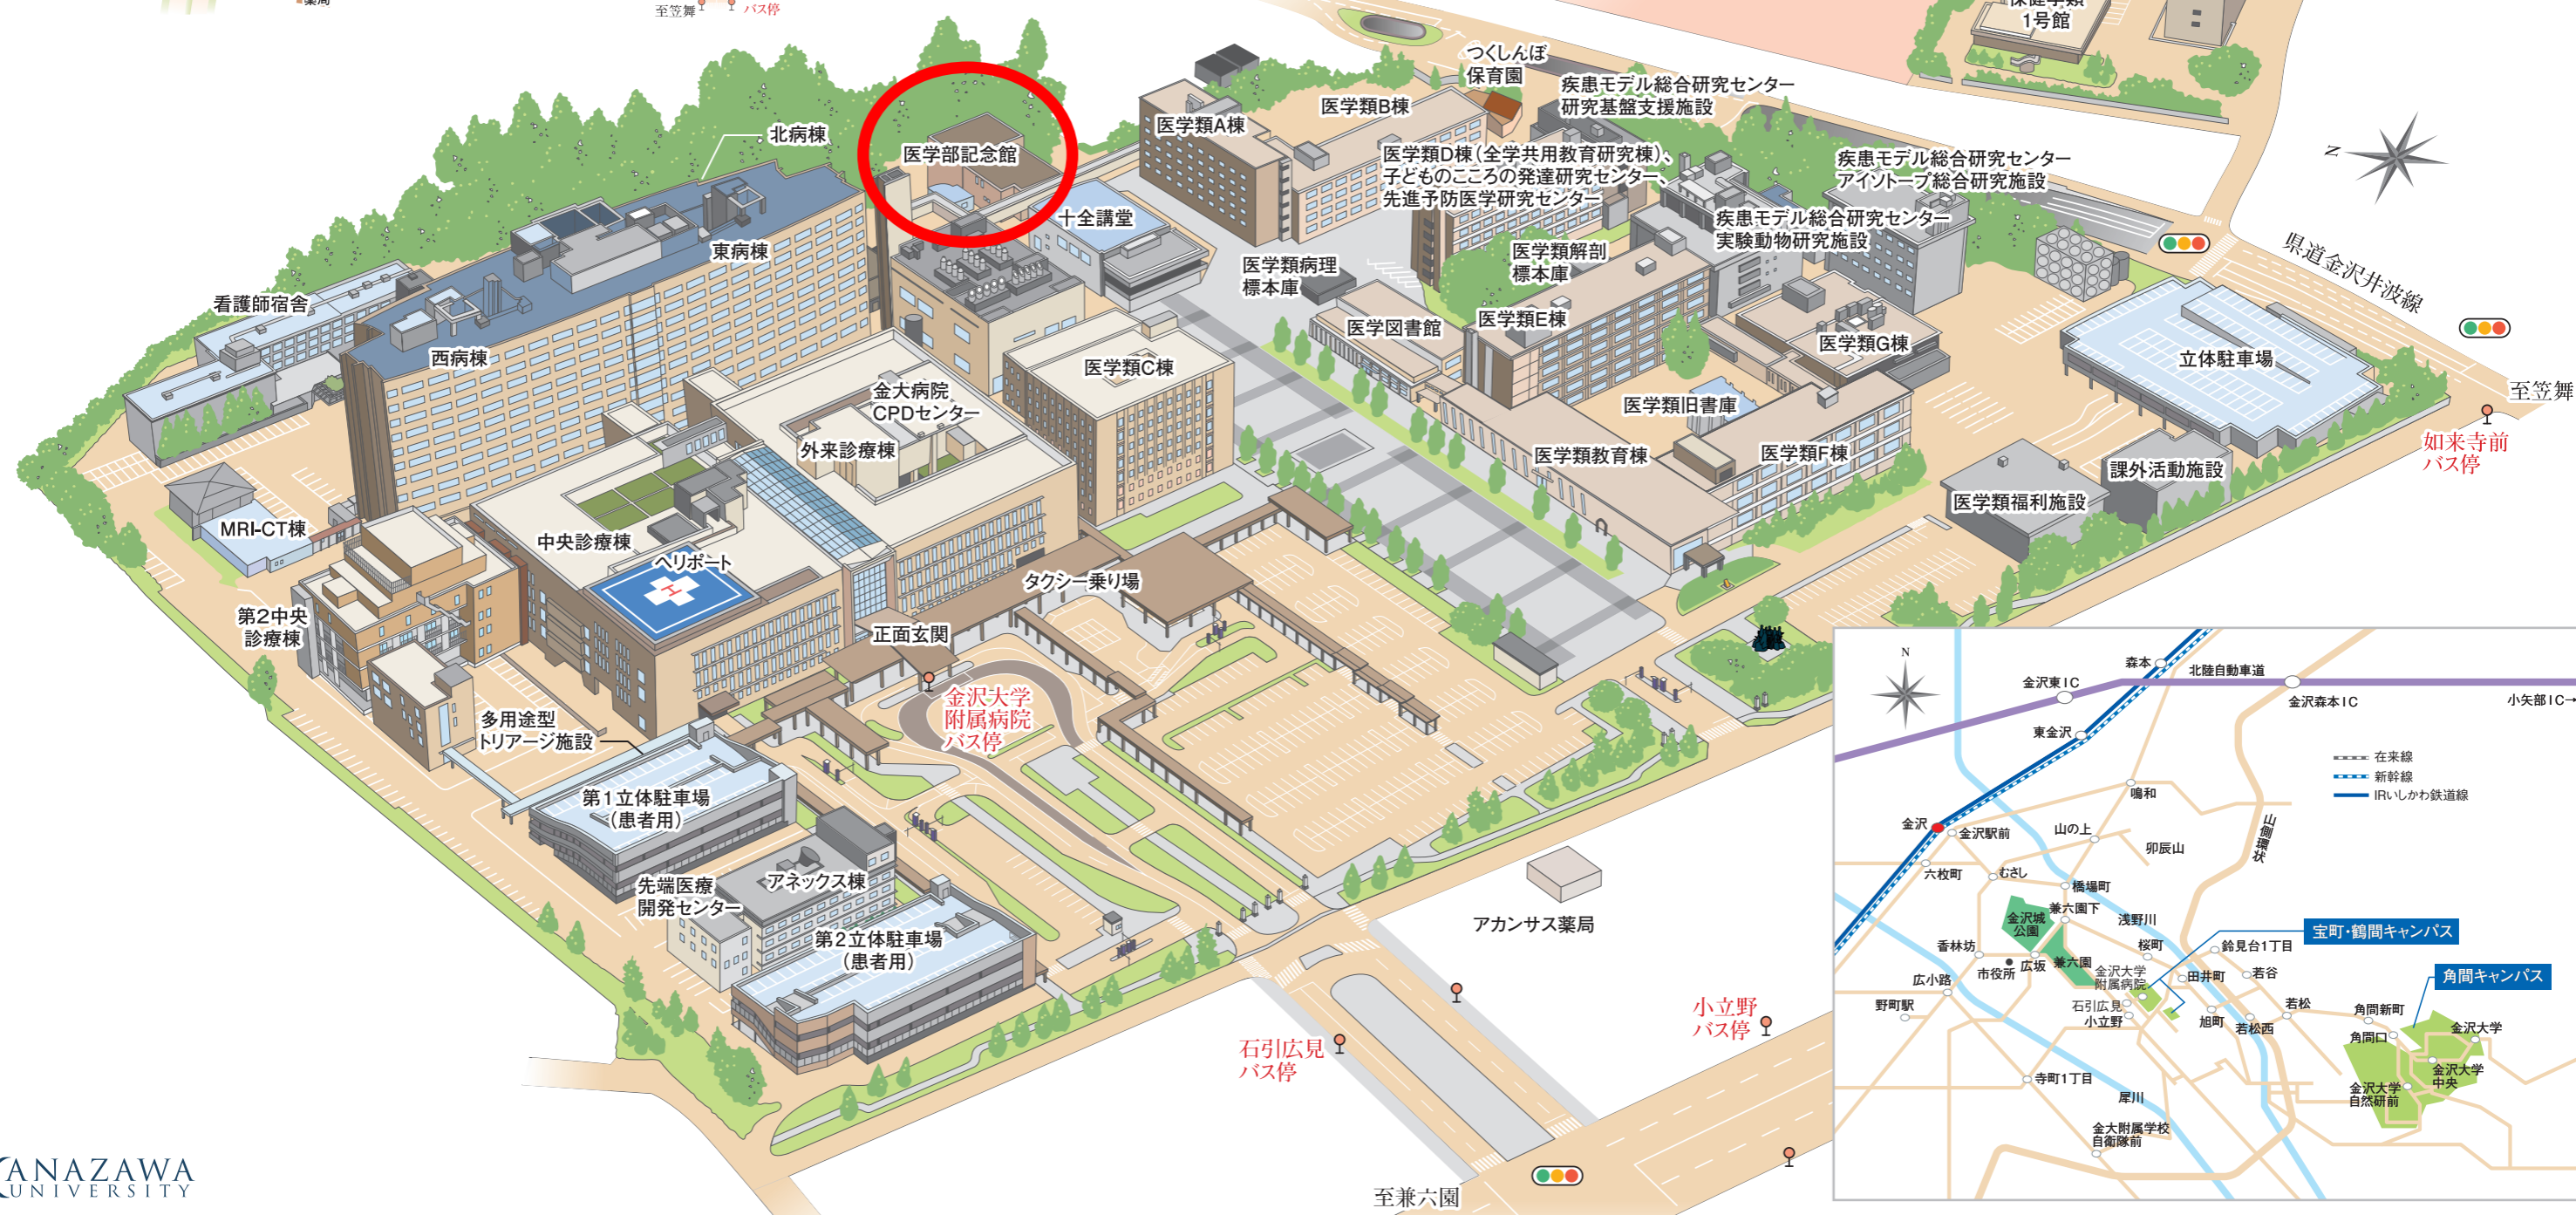 薬局
至笠舞
バス停
保健学類
1号館
つくしんぼ
保育園
疾患モデル総合研究センター
研究基盤支援施設
医学類B棟
医学類A棟
北病棟
医学部記念館
医学類D棟(全学共用教育研究棟)、
子どものこころの発達研究センター、
先進予防医学研究センター
疾患モデル総合研究センター
アイソトープ総合研究施設
N
十全講堂
疾患モデル総合研究センター
実験動物研究施設
東病棟
医学類解剖
標本庫
県道金沢井波線
医学類病理
標本庫
看護師宿舎
医学図書館
医学類E棟
医学類G棟
西病棟
医学類C棟
立体駐車場
至笠舞
金大病院
CPDセンター
医学類旧書庫
如来寺前
バス停
外来診療棟
医学類教育棟
医学類F棟
課外活動施設
医学類福利施設
MRI-CT棟
中央診療棟
ヘリポート
タクシー乗り場
第2中央
診療棟
正面玄関
金沢大学
附属病院
バス停
多用途型
トリアージ施設
第1立体駐車場
(患者用)
先端医療
開発センター
アネックス棟
第2立体駐車場
(患者用)
アカンサス薬局
小立野
バス停
石引広見
バス停
至兼六園
KANAZAWA
UNIVERSITY
N
森本
北陸自動車道
金沢東IC
金沢森本IC
小矢部IC→
東金沢
在来線
新幹線
IRいしかわ鉄道線
鳴和
山側環状
金沢
金沢駅前
山の上
卯辰山
六枚町
むさし
橋場町
金沢城
公園
兼六園下
浅野川
宝町・鶴間キャンパス
香林坊
市役所
広坂
兼六園
桜町
鈴見台1丁目
金沢大学
附属病院
田井町
若谷
角間キャンパス
広小路
野町駅
石引広見
小立野
旭町
若松西
若松
角間新町
角間口
金沢大学
金沢大学
中央
金沢大学
自然研前
寺町1丁目
犀川
金大附属学校
自衛隊前